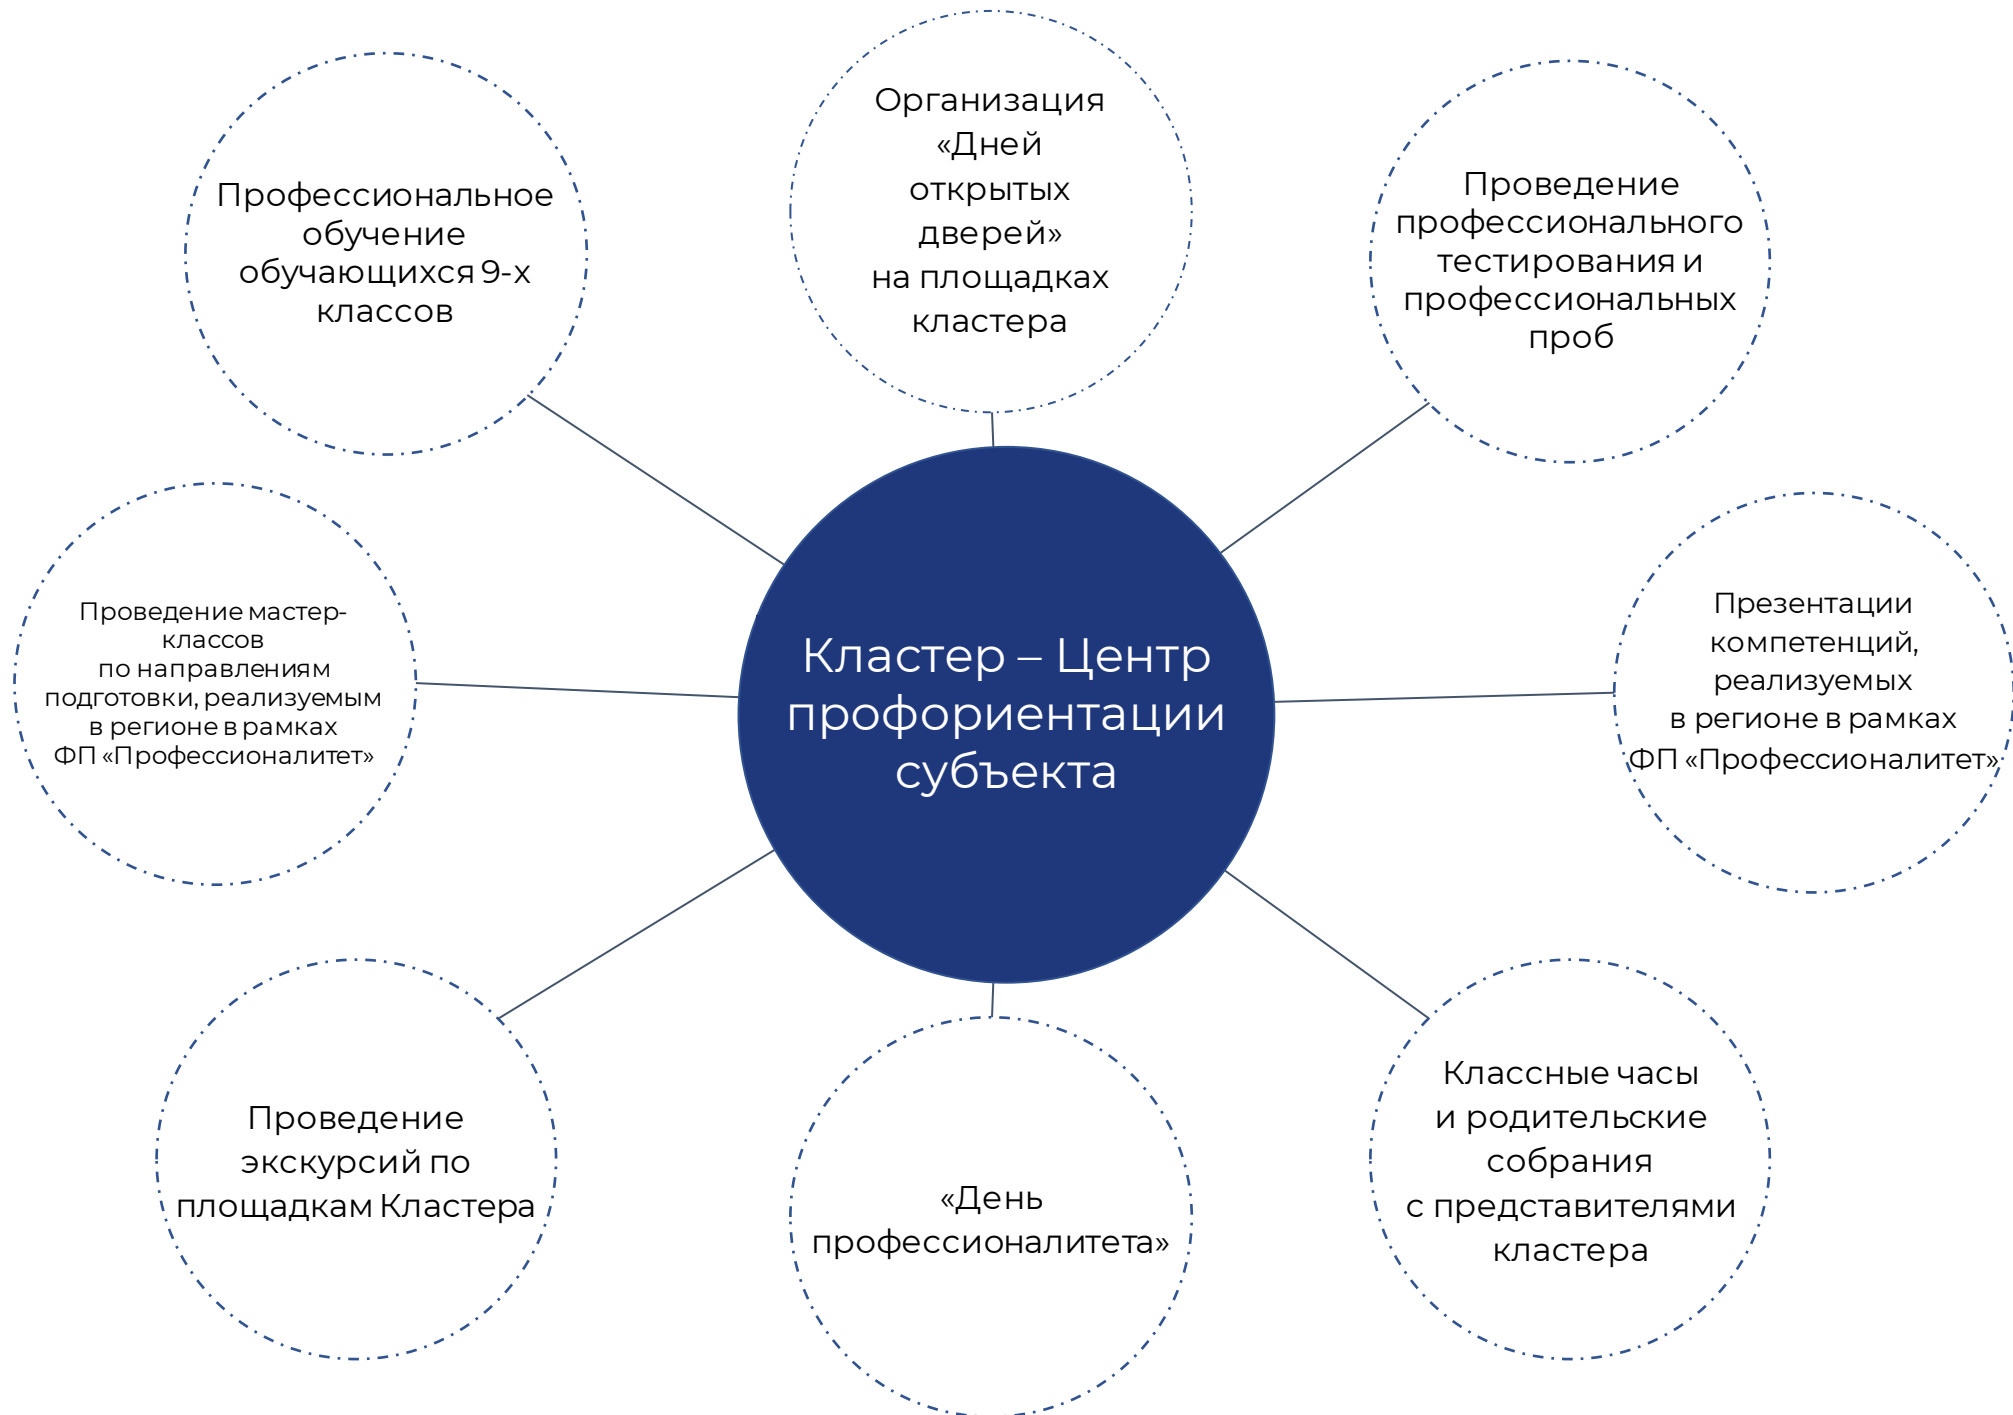 Организация
«Дней
открытых
дверей»
на площадках
кластера
Профессиональное
обучение
обучающихся 9-х
классов
Проведение
профессионального
тестирования и
профессиональных
проб
Проведение мастер-
классов
по направлениям
подготовки, реализуемым
в регионе в рамках
ФП «Профессионалитет»
Кластер – Центр
профориентации
субъекта
Презентации
компетенций,
реализуемых
в регионе в рамках
ФП «Профессионалитет»
Проведение
экскурсий по
площадкам Кластера
«День
профессионалитета»
Классные часы
и родительские
собрания
с представителями
кластера